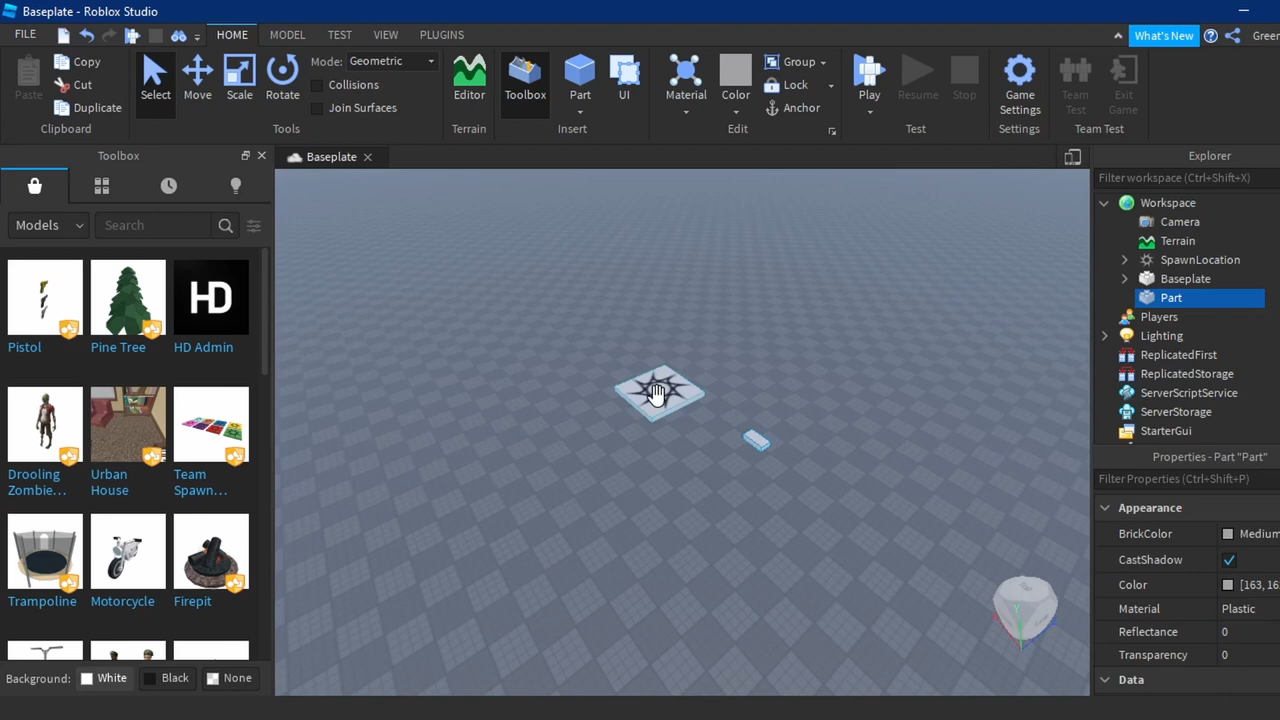 Baseplate - Roblox Studio
FILE
HOME
MODEL
TEST
VIEW
PLUGINS
What's New
Green
Paste
Copy
Cut
Duplicate
Clipboard
Select
Move
Scale
Rotate
Mode: Geometric
Collisions
Join Surfaces
Tools
Editor
Terrain
Toolbox
Part
UI
Insert
Material
Color
Group
Lock
Anchor
Edit
Play
Resume
Stop
Test
Game
Settings
Settings
Team
Test
Exit
Game
Team Test
Toolbox
Models
Search
Pistol
Pine Tree
HD
HD Admin
Drooling
Zombie...
Urban
House
Team
Spawn...
Trampoline
Motorcycle
Firepit
Background: White Black None
Baseplate
Y
Explorer
Filter workspace (Ctrl+Shift+X)
Workspace
Camera
Terrain
SpawnLocation
Baseplate
Part
Players
Lighting
ReplicatedFirst
ReplicatedStorage
ServerScriptService
ServerStorage
StarterGui
Properties - Part "Part"
Filter Properties (Ctrl+Shift+P)
Appearance
BrickColor Medium
CastShadow
Color [163, 16
Material Plastic
Reflectance 0
Transparency 0
Data